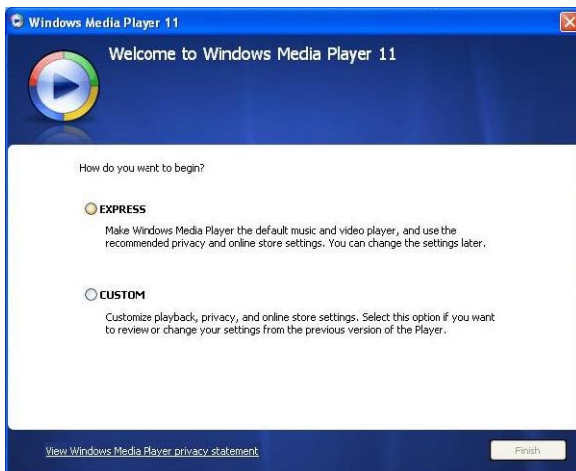 Windows Media Player 11
Welcome to Windows Media Player 11
How do you want to begin?
EXPRESS
Make Windows Media Player the default music and video player, and use the
recommended privacy and online store settings. You can change the settings later.
CUSTOM
Customize playback, privacy, and online store settings. Select this option if you want
to review or change your settings from the previous version of the Player.
View Windows Media Player privacy statement
Finish